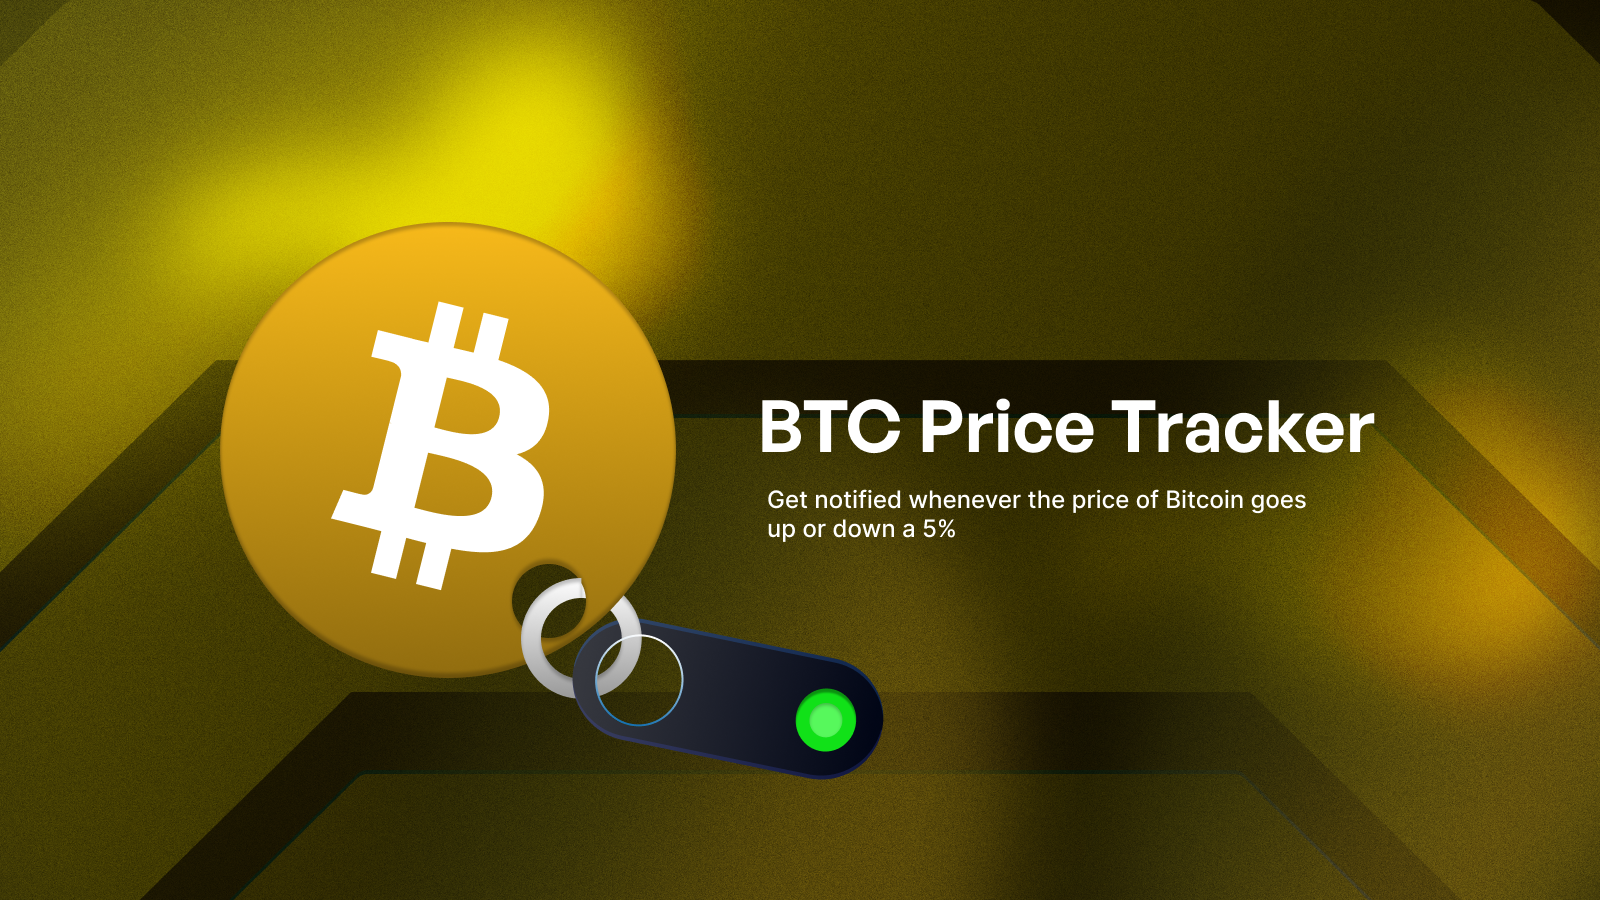 BTC Price Tracker
Get notified whenever the price of Bitcoin goes
up or down a 5%